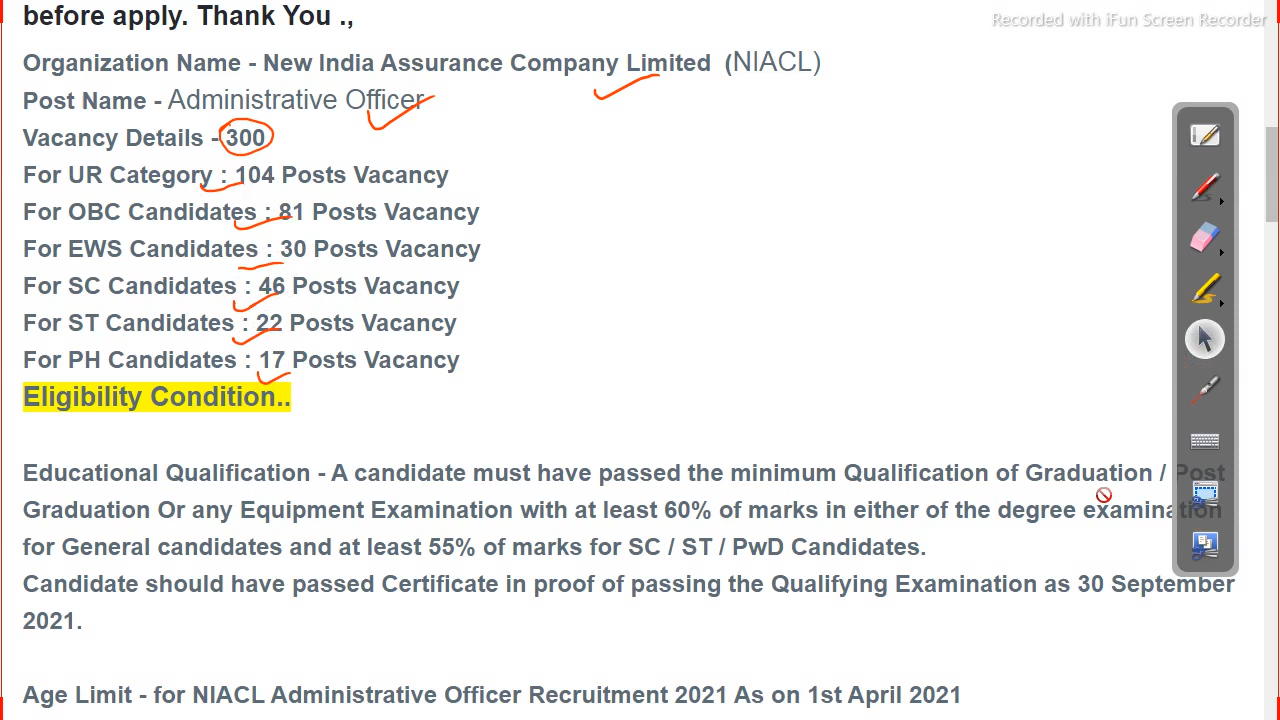 before apply. Thank You .,
Recorded with iFun Screen Recorder
Organization Name - New India Assurance Company Limited (NIACL)
Post Name - Administrative Officer
Vacancy Details - 300
For UR Category : 104 Posts Vacancy
For OBC Candidates : 81 Posts Vacancy
For EWS Candidates : 30 Posts Vacancy
For SC Candidates : 46 Posts Vacancy
For ST Candidates : 22 Posts Vacancy
For PH Candidates : 17 Posts Vacancy
Eligibility Condition..
Educational Qualification - A candidate must have passed the minimum Qualification of Graduation / Post
Graduation Or any Equipment Examination with at least 60% of marks in either of the degree examination
for General candidates and at least 55% of marks for SC / ST / PwD Candidates.
Candidate should have passed Certificate in proof of passing the Qualifying Examination as 30 September
2021.
Age Limit - for NIACL Administrative Officer Recruitment 2021 As on 1st April 2021